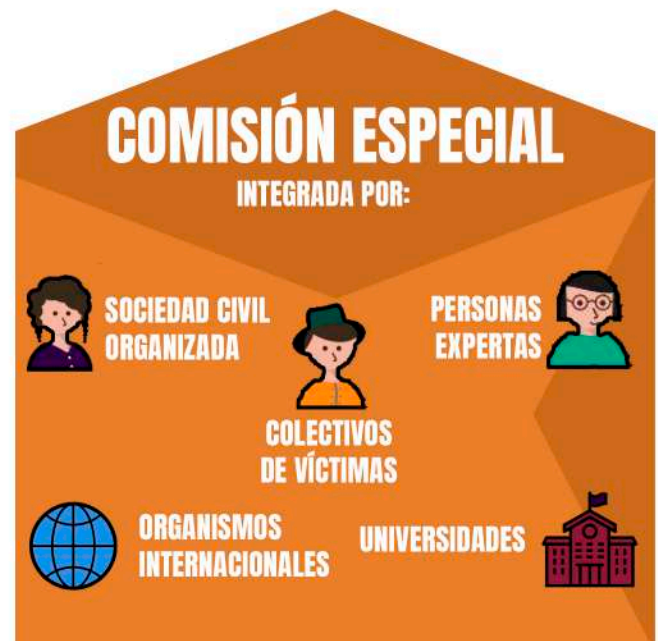 COMISIÓN ESPECIAL
INTEGRADA POR:
SOCIEDAD CIVIL
ORGANIZADA
PERSONAS
EXPERTAS
COLECTIVOS
DE VÍCTIMAS
ORGANISMOS
INTERNACIONALES
UNIVERSIDADES